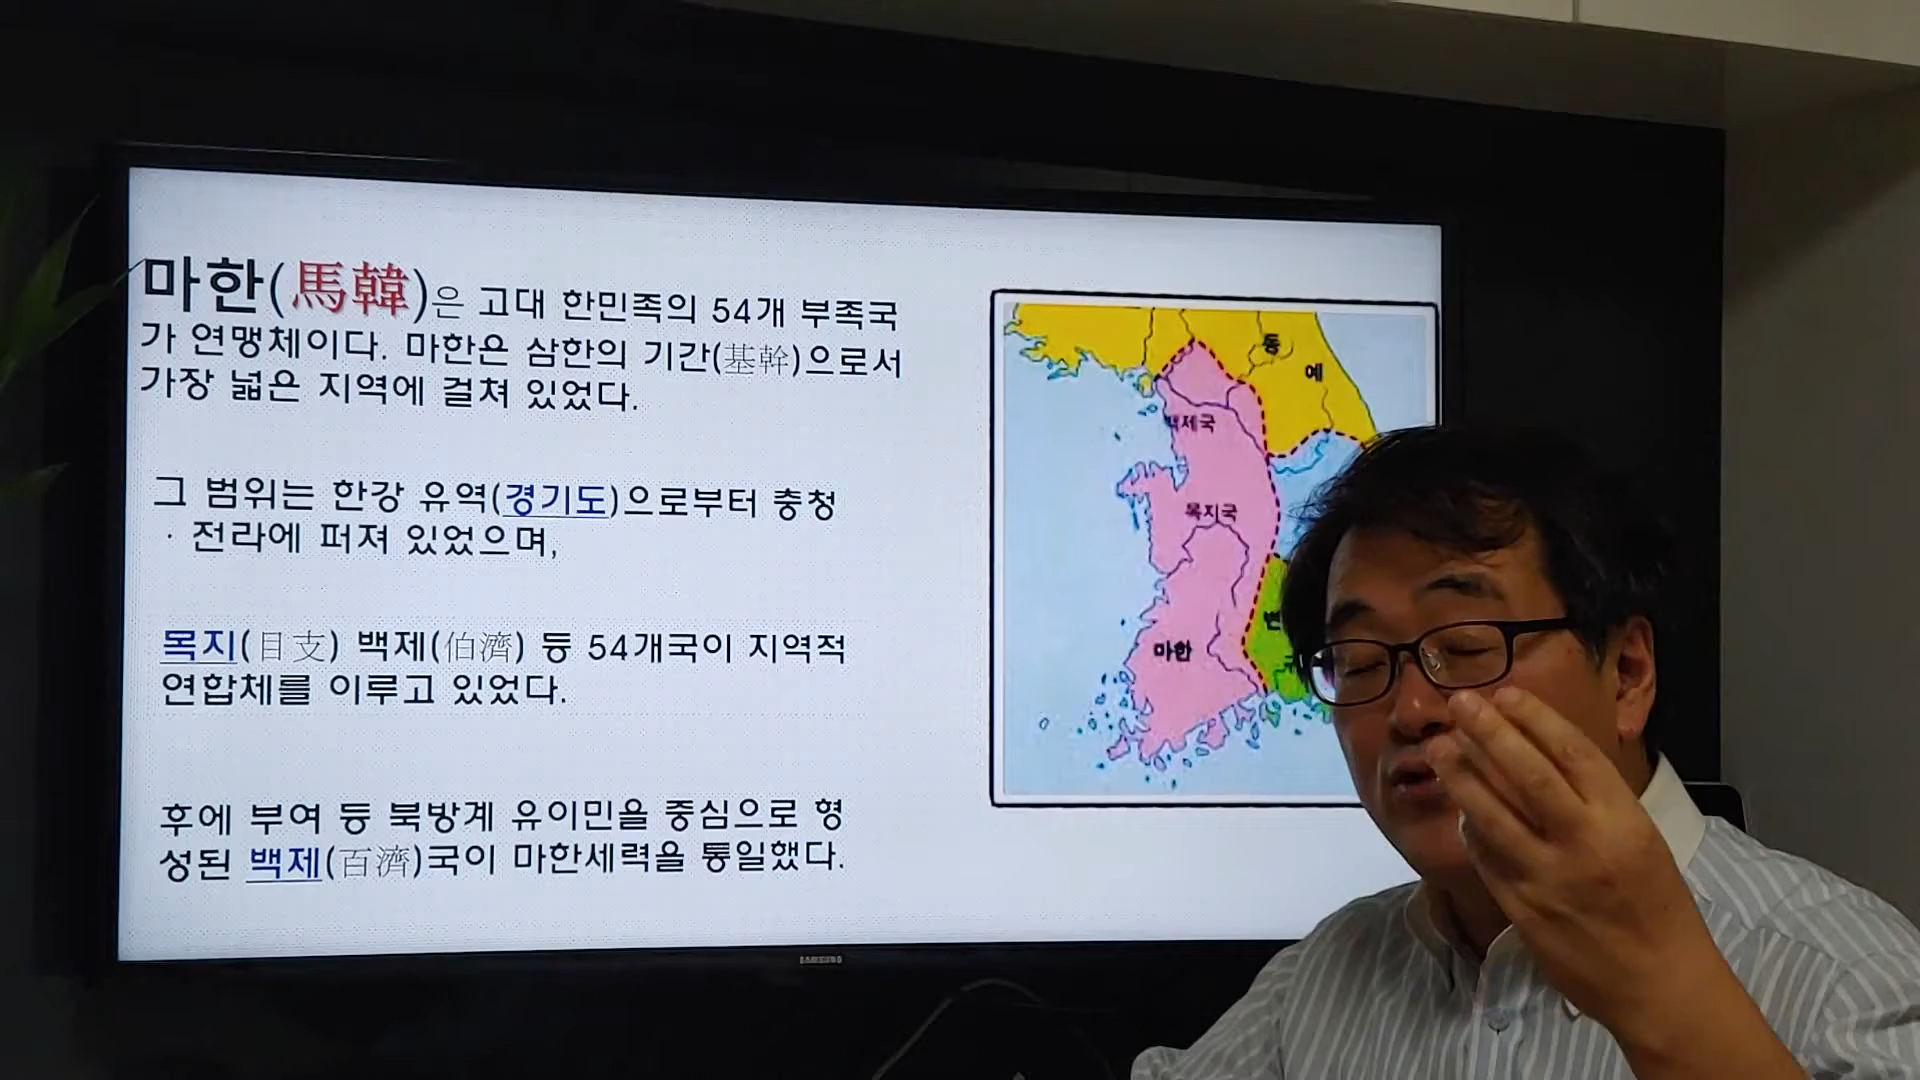 마한(馬韓)은 고대 한민족의 54개 부족국
가 연맹체이다. 마한은 삼한의 기간(基幹)으로서
가장 넓은 지역에 걸쳐 있었다.
그 범위는 한강 유역(경기도)으로부터 충청
· 전라에 퍼져 있었으며,
목지(目支) 백제(伯濟) 등 54개국이 지역적
연합체를 이루고 있었다.
후에 부여 등 북방계 유이민을 중심으로 형
성된 백제(百濟)국이 마한세력을 통일했다.
동
예
백제국
목지국
마한
변
SAMSUNG